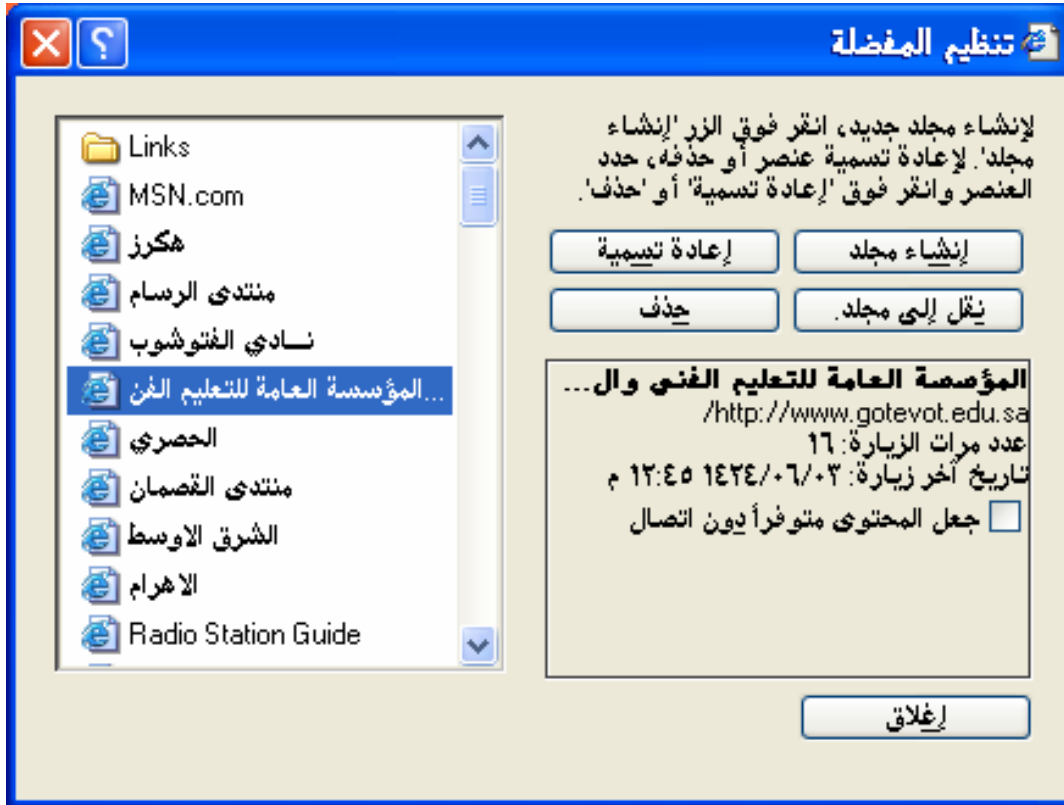 تنظيم المفضلة
لإنشاء مجلد جديد، انقر فوق الزر 'إنشاء
مجلد'. لإعادة تسمية عنصر أو حذفه، حدد
العنصر وانقر فوق 'إعادة تسمية' أو 'حذف'.
إنشاء مجلد
إعادة تسمية
نقل إلى مجلد.
حذف
المؤسسة العامة للتعليم الفني وال...
http://www.gotevot.edu.sa/
عدد مرات الزيارة: ١٦
تاريخ آخر زيارة: ١٤٢٤/٠٦/٠٣ ١٢:٤٥ م
جعل المحتوى متوفراً دون اتصال
إغلاق
Links
MSN.com
هكرز
منتدى الرسام
نـــادي الفتوشوب
المؤسسة العامة للتعليم الفن...
الحصري
منتدى القصمان
الشرق الاوسط
الاهرام
Radio Station Guide